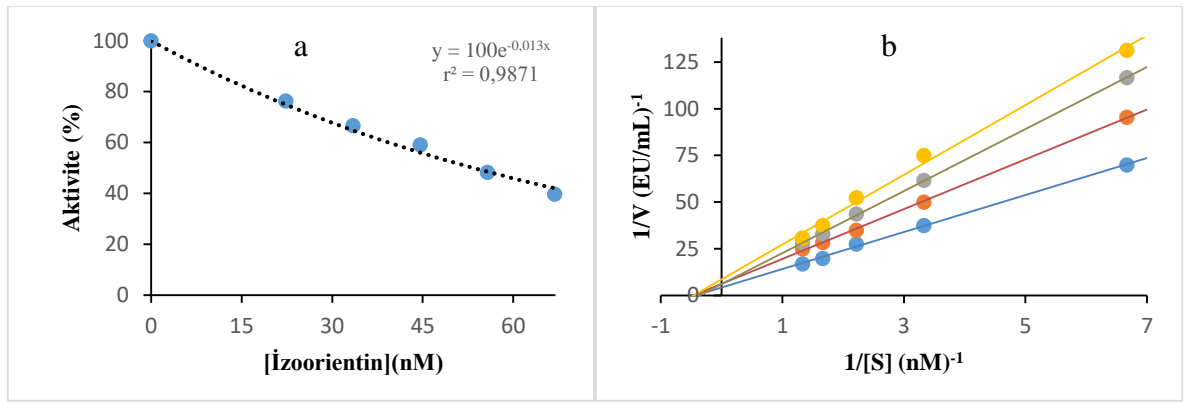 a
y = 100e-0,013x
r² = 0,9871
100
80
60
40
20
0
0 15 30 45 60
Aktivite (%)
[İzoorientin](nM)
b
125
100
75
50
25
0
-1 1 3 5 7
1/V (EU/mL)-1
1/[S] (nM)-1